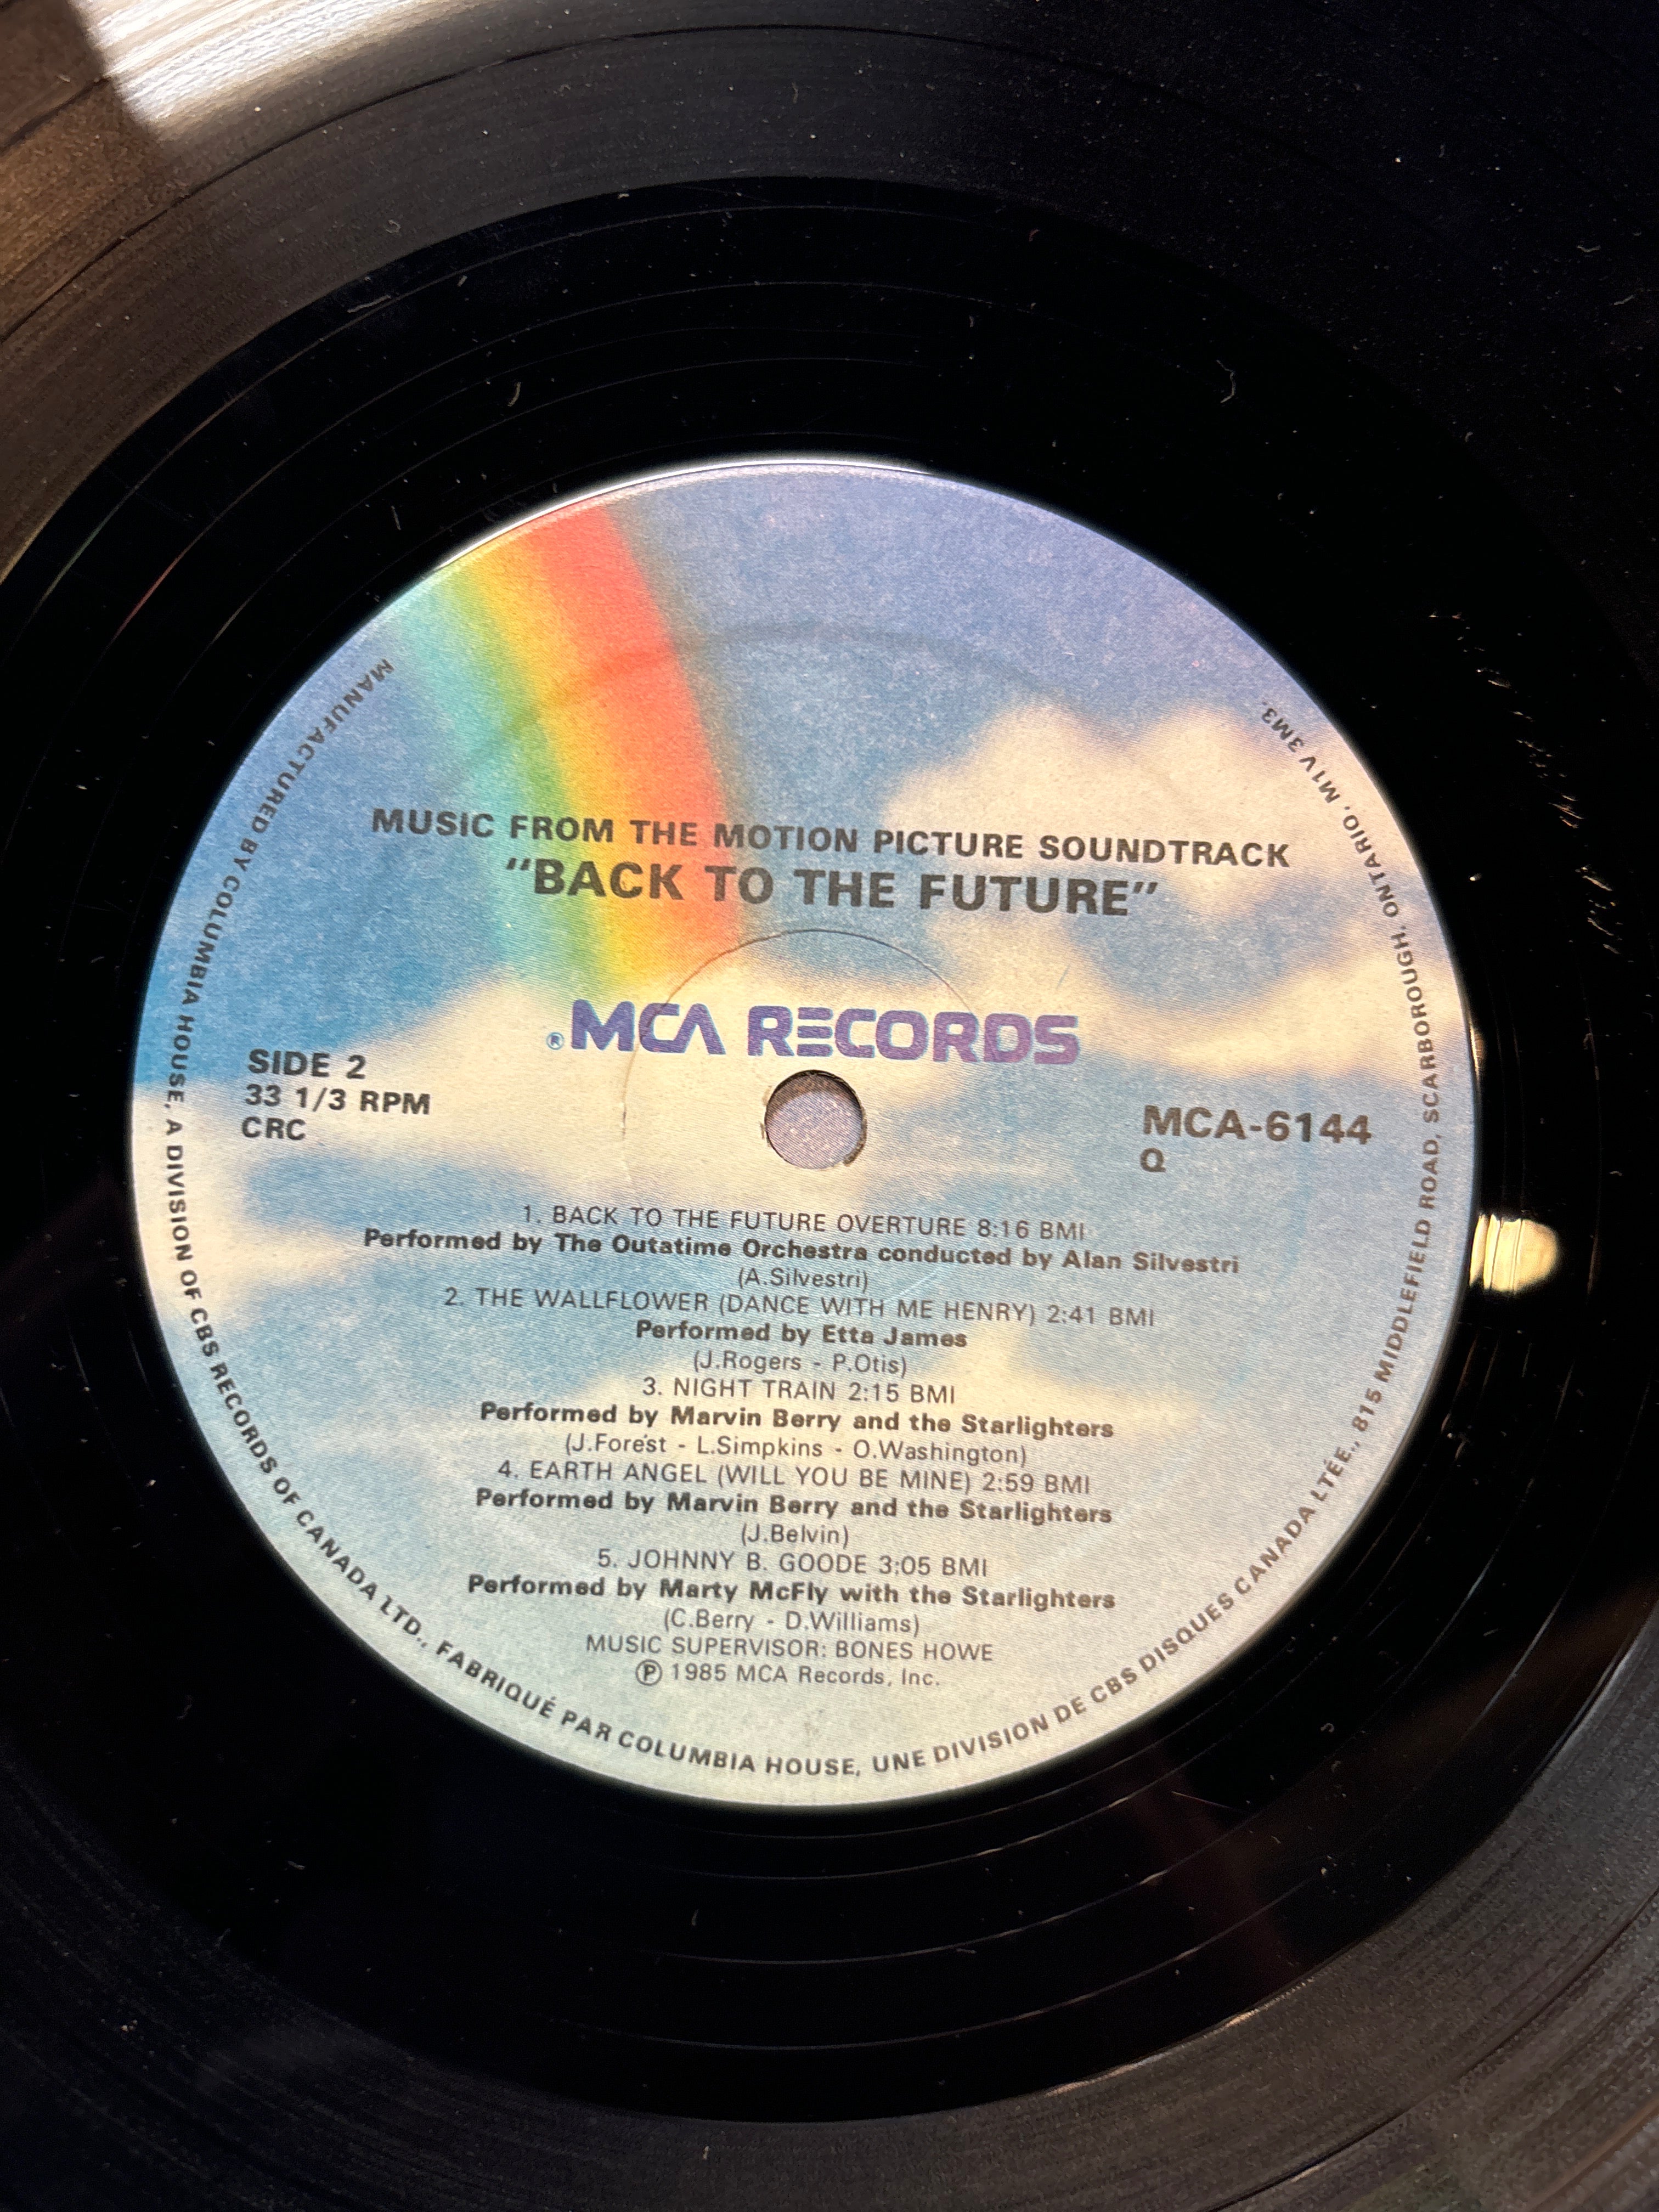 MUSIC FROM THE MOTION PICTURE SOUNDTRACK
"BACK TO THE FUTURE"
® MCA RECORDS
SIDE 2
33 1/3 RPM
CRC
MCA-6144
Q
1. BACK TO THE FUTURE OVERTURE 8:16 BMI
Performed by The Outatime Orchestra conducted by Alan Silvestri
(A.Silvestri)
2. THE WALLFLOWER (DANCE WITH ME HENRY) 2:41 BMI
Performed by Etta James
(J.Rogers - P.Otis)
3. NIGHT TRAIN 2:15 BMI
Performed by Marvin Berry and the Starlighters
(J.Forest - L.Simpkins - O.Washington)
4. EARTH ANGEL (WILL YOU BE MINE) 2:59 BMI
Performed by Marvin Berry and the Starlighters
(J.Belvin)
5. JOHNNY B. GOODE 3:05 BMI
Performed by Marty McFly with the Starlighters
(C.Berry - D.Williams)
MUSIC SUPERVISOR: BONES HOWE
℗ 1985 MCA Records, Inc.
MANUFACTURED BY COLUMBIA HOUSE, A DIVISION OF CBS RECORDS OF CANADA LTD., FABRIQUÉ PAR COLUMBIA HOUSE, UNE DIVISION DE CBS DISQUES CANADA LTÉE., 815 MIDDLEFIELD ROAD, SCARBOROUGH, ONTARIO, M1V 3M3.